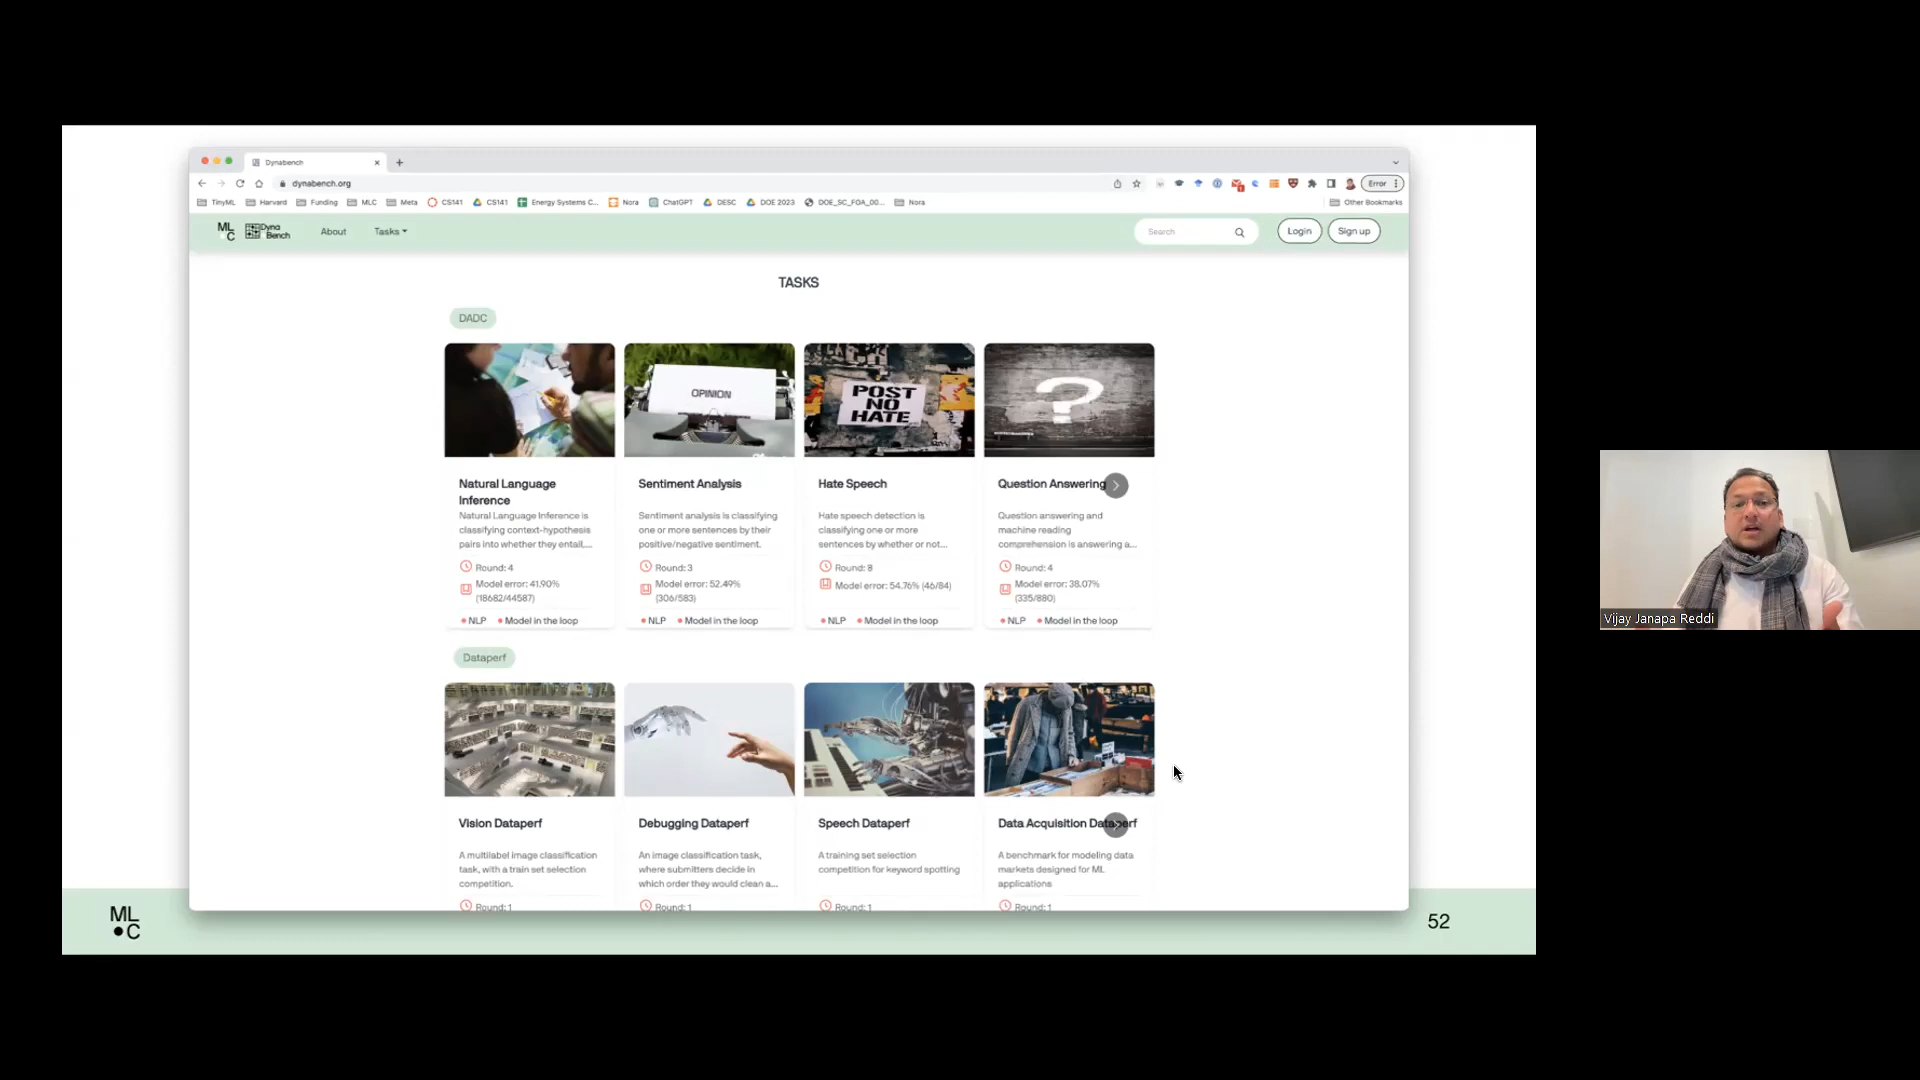 Dynabench
dynabench.org
Error
TinyML Harvard Funding MLC Meta CS141 CS141 Energy Systems C... Nora ChatGPT DESC DOE 2023 DOE_SC_FOA_00... Nora Other Bookmarks
ML C Dyna Bench About Tasks Search Login Sign up
TASKS
DADC
OPINION
POST
NO
HATE
?
Natural Language
Inference
Natural Language Inference is
classifying context-hypothesis
pairs into whether they entail,...
Round: 4
Model error: 41.90%
(18682/44587)
NLP Model in the loop
Sentiment Analysis
Sentiment analysis is classifying
one or more sentences by their
positive/negative sentiment.
Round: 3
Model error: 52.49%
(306/583)
NLP Model in the loop
Hate Speech
Hate speech detection is
classifying one or more
sentences by whether or not...
Round: 8
Model error: 54.76% (46/84)
NLP Model in the loop
Question Answering
Question answering and
machine reading
comprehension is answering a...
Round: 4
Model error: 38.07%
(335/880)
NLP Model in the loop
Dataperf
Vision Dataperf
A multilabel image classification
task, with a train set selection
competition.
Round: 1
Debugging Dataperf
An image classification task,
where submitters decide in
which order they would clean a...
Round: 1
Speech Dataperf
A training set selection
competition for keyword spotting
Round: 1
Data Acquisition Dataperf
A benchmark for modeling data
markets designed for ML
applications
Round: 1
ML
C
52
Vijay Janapa Reddi